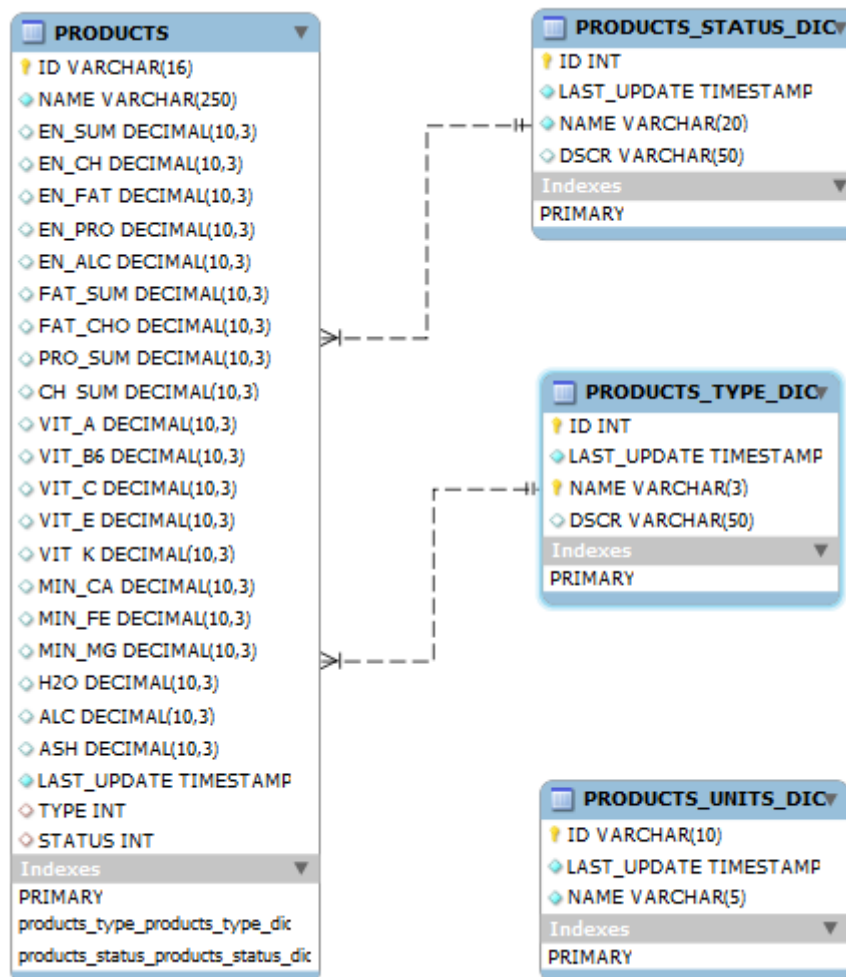 PRODUCTS
ID VARCHAR(16)
NAME VARCHAR(250)
EN_SUM DECIMAL(10,3)
EN_CH DECIMAL(10,3)
EN_FAT DECIMAL(10,3)
EN_PRO DECIMAL(10,3)
EN_ALC DECIMAL(10,3)
FAT_SUM DECIMAL(10,3)
FAT_CHO DECIMAL(10,3)
PRO_SUM DECIMAL(10,3)
CH_SUM DECIMAL(10,3)
VIT_A DECIMAL(10,3)
VIT_B6 DECIMAL(10,3)
VIT_C DECIMAL(10,3)
VIT_E DECIMAL(10,3)
VIT_K DECIMAL(10,3)
MIN_CA DECIMAL(10,3)
MIN_FE DECIMAL(10,3)
MIN_MG DECIMAL(10,3)
H2O DECIMAL(10,3)
ALC DECIMAL(10,3)
ASH DECIMAL(10,3)
LAST_UPDATE TIMESTAMP
TYPE INT
STATUS INT
Indexes
PRIMARY
products_type_products_type_dic
products_status_products_status_dic
PRODUCTS_STATUS_DIC
ID INT
LAST_UPDATE TIMESTAMP
NAME VARCHAR(20)
DSCR VARCHAR(50)
Indexes
PRIMARY
PRODUCTS_TYPE_DIC
ID INT
LAST_UPDATE TIMESTAMP
NAME VARCHAR(3)
DSCR VARCHAR(50)
Indexes
PRIMARY
PRODUCTS_UNITS_DIC
ID VARCHAR(10)
LAST_UPDATE TIMESTAMP
NAME VARCHAR(5)
Indexes
PRIMARY